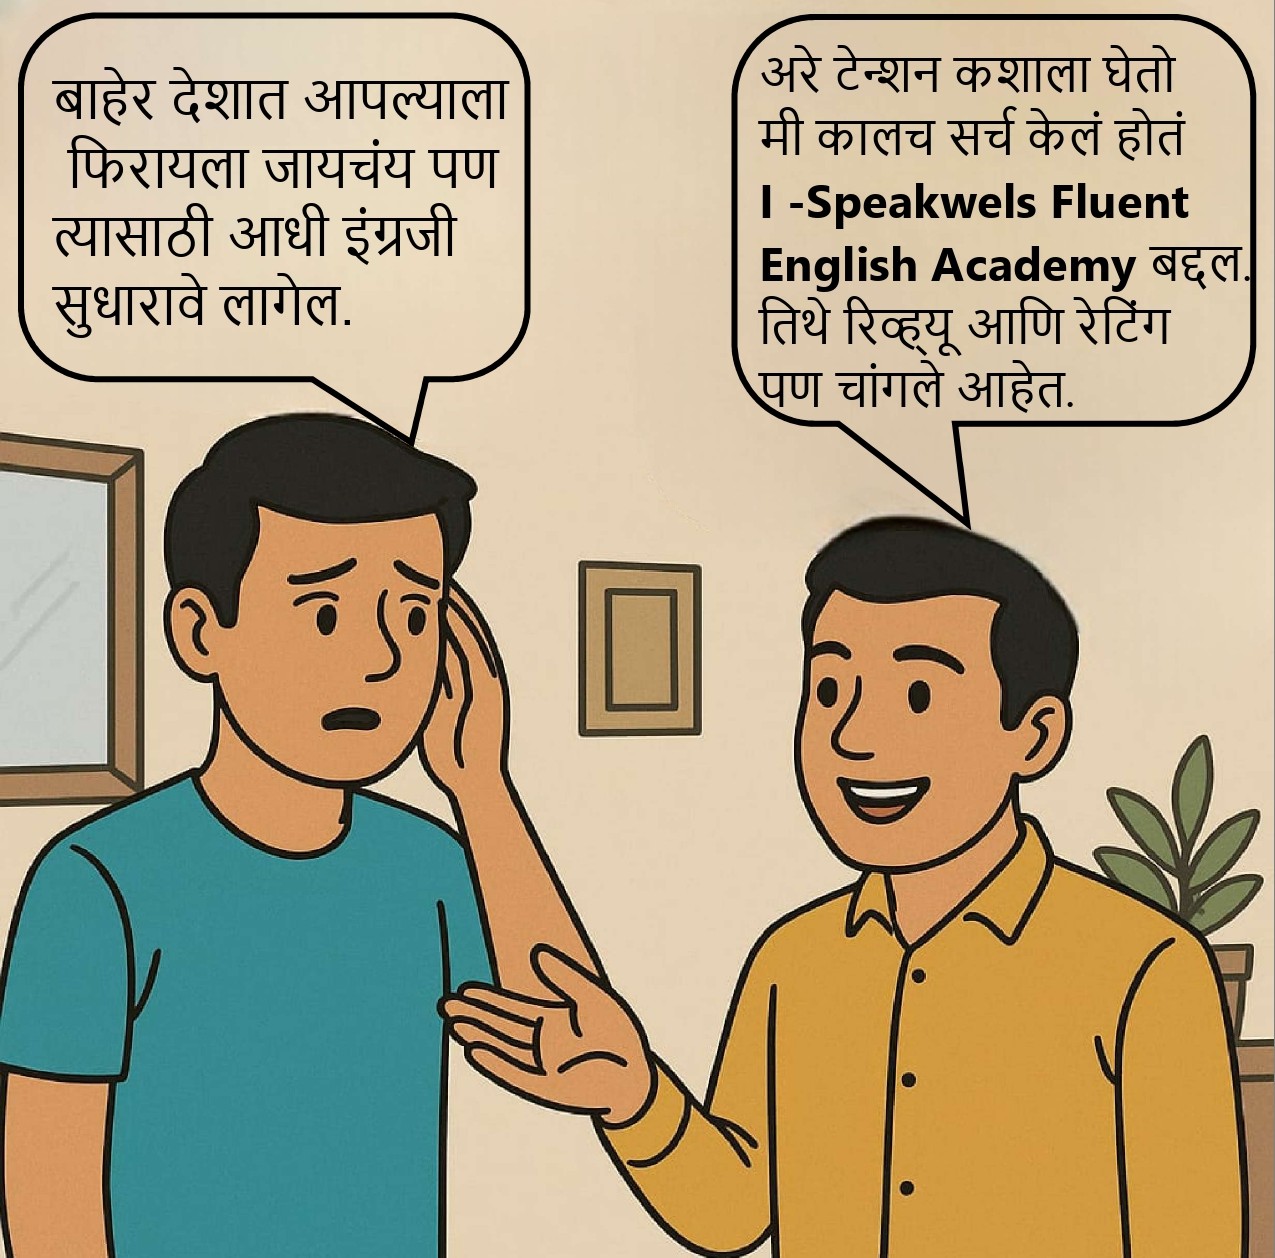 बाहेर देशात आपल्याला
फिरायला जायचंय पण
त्यासाठी आधी इंग्रजी
सुधारावे लागेल.
अरे टेन्शन कशाला घेतो
मी कालच सर्च केलं होतं
I -Speakwels Fluent
English Academy बद्दल.
तिथे रिव्ह्यू आणि रेटिंग
पण चांगले आहेत.